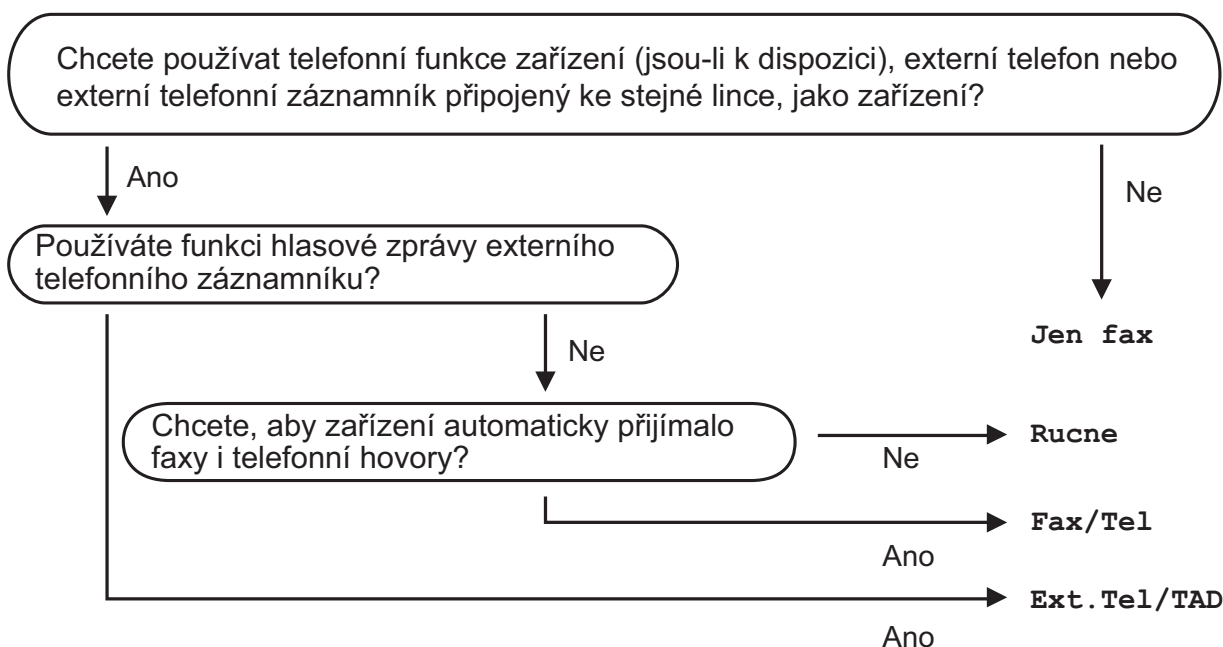 Chcete používat telefonní funkce zařízení (jsou-li k dispozici), externí telefon nebo
externí telefonní záznamník připojený ke stejné lince, jako zařízení?
Ano
Ne
Používáte funkci hlasové zprávy externího
telefonního záznamníku?
Ne
Jen fax
Chcete, aby zařízení automaticky přijímalo
faxy i telefonní hovory?
Ne
Rucne
Ano
Fax/Tel
Ano
Ext.Tel/TAD